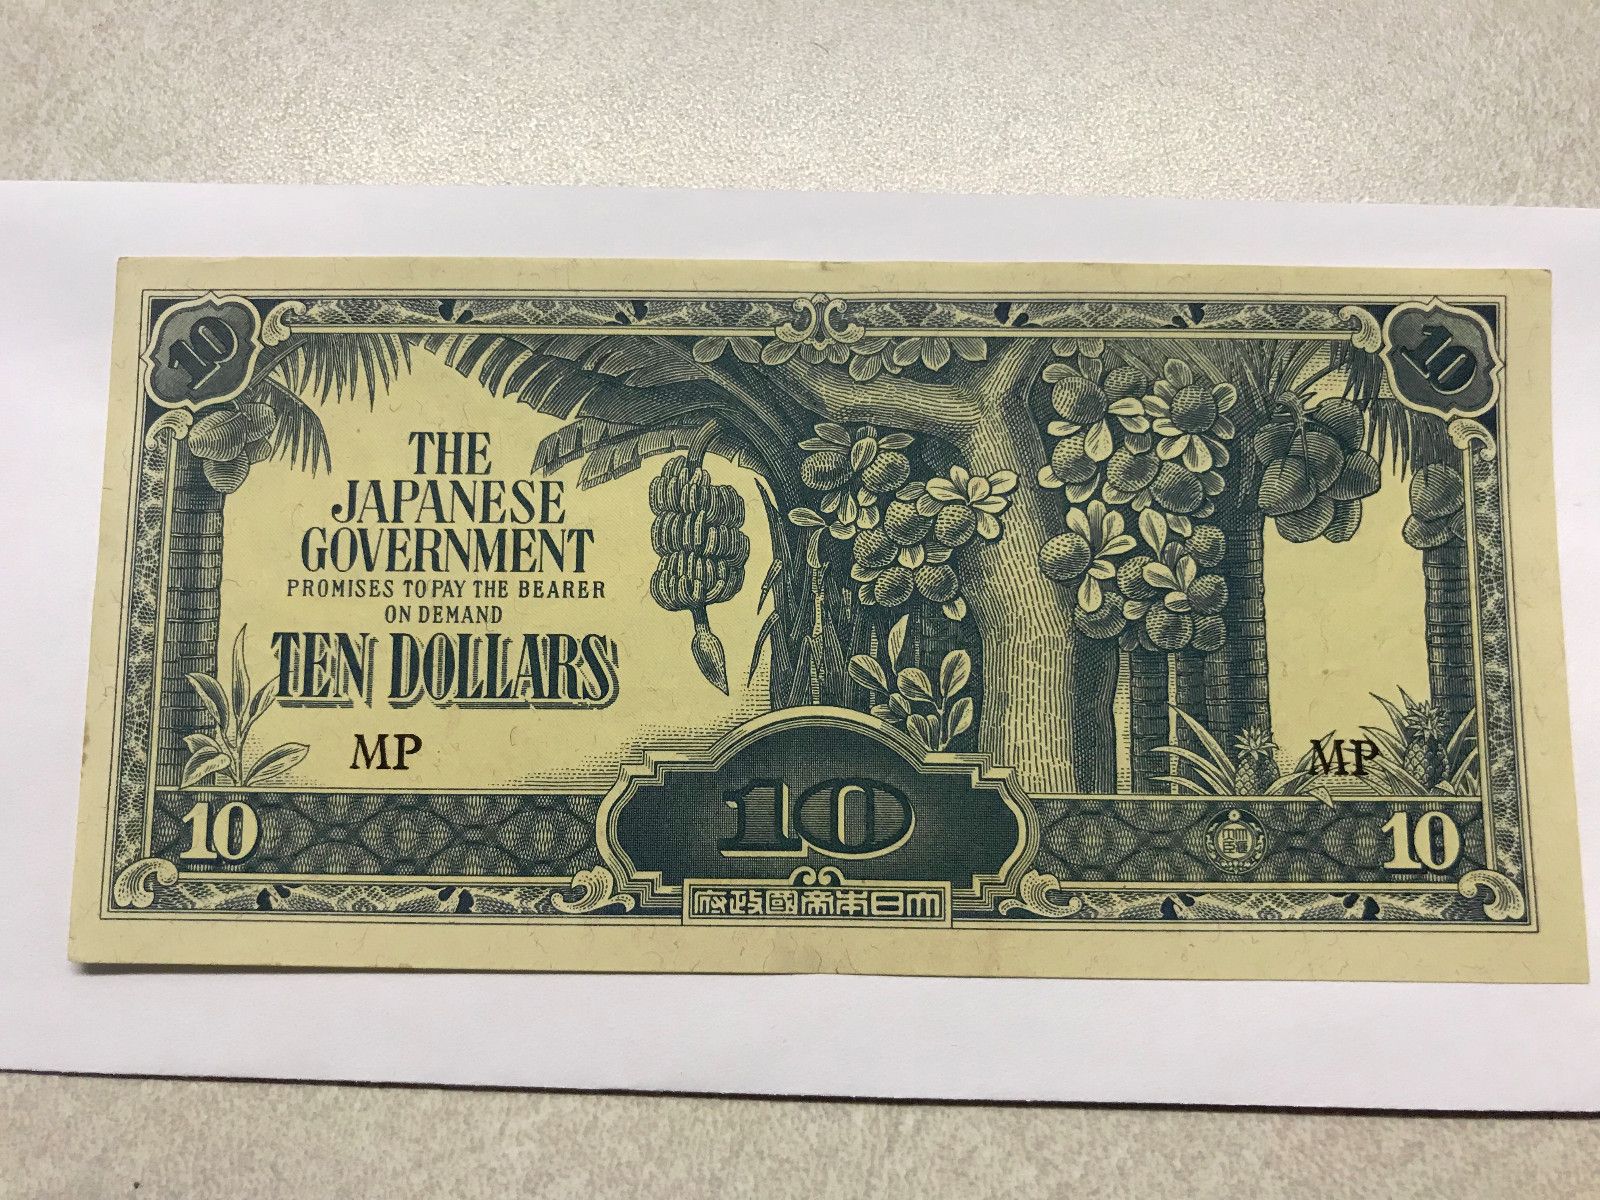 10
10
THE
JAPANESE
GOVERNMENT
PROMISES TO PAY THE BEARER
ON DEMAND
TEN DOLLARS
MP
MP
10
10
10
府政國帝本日大